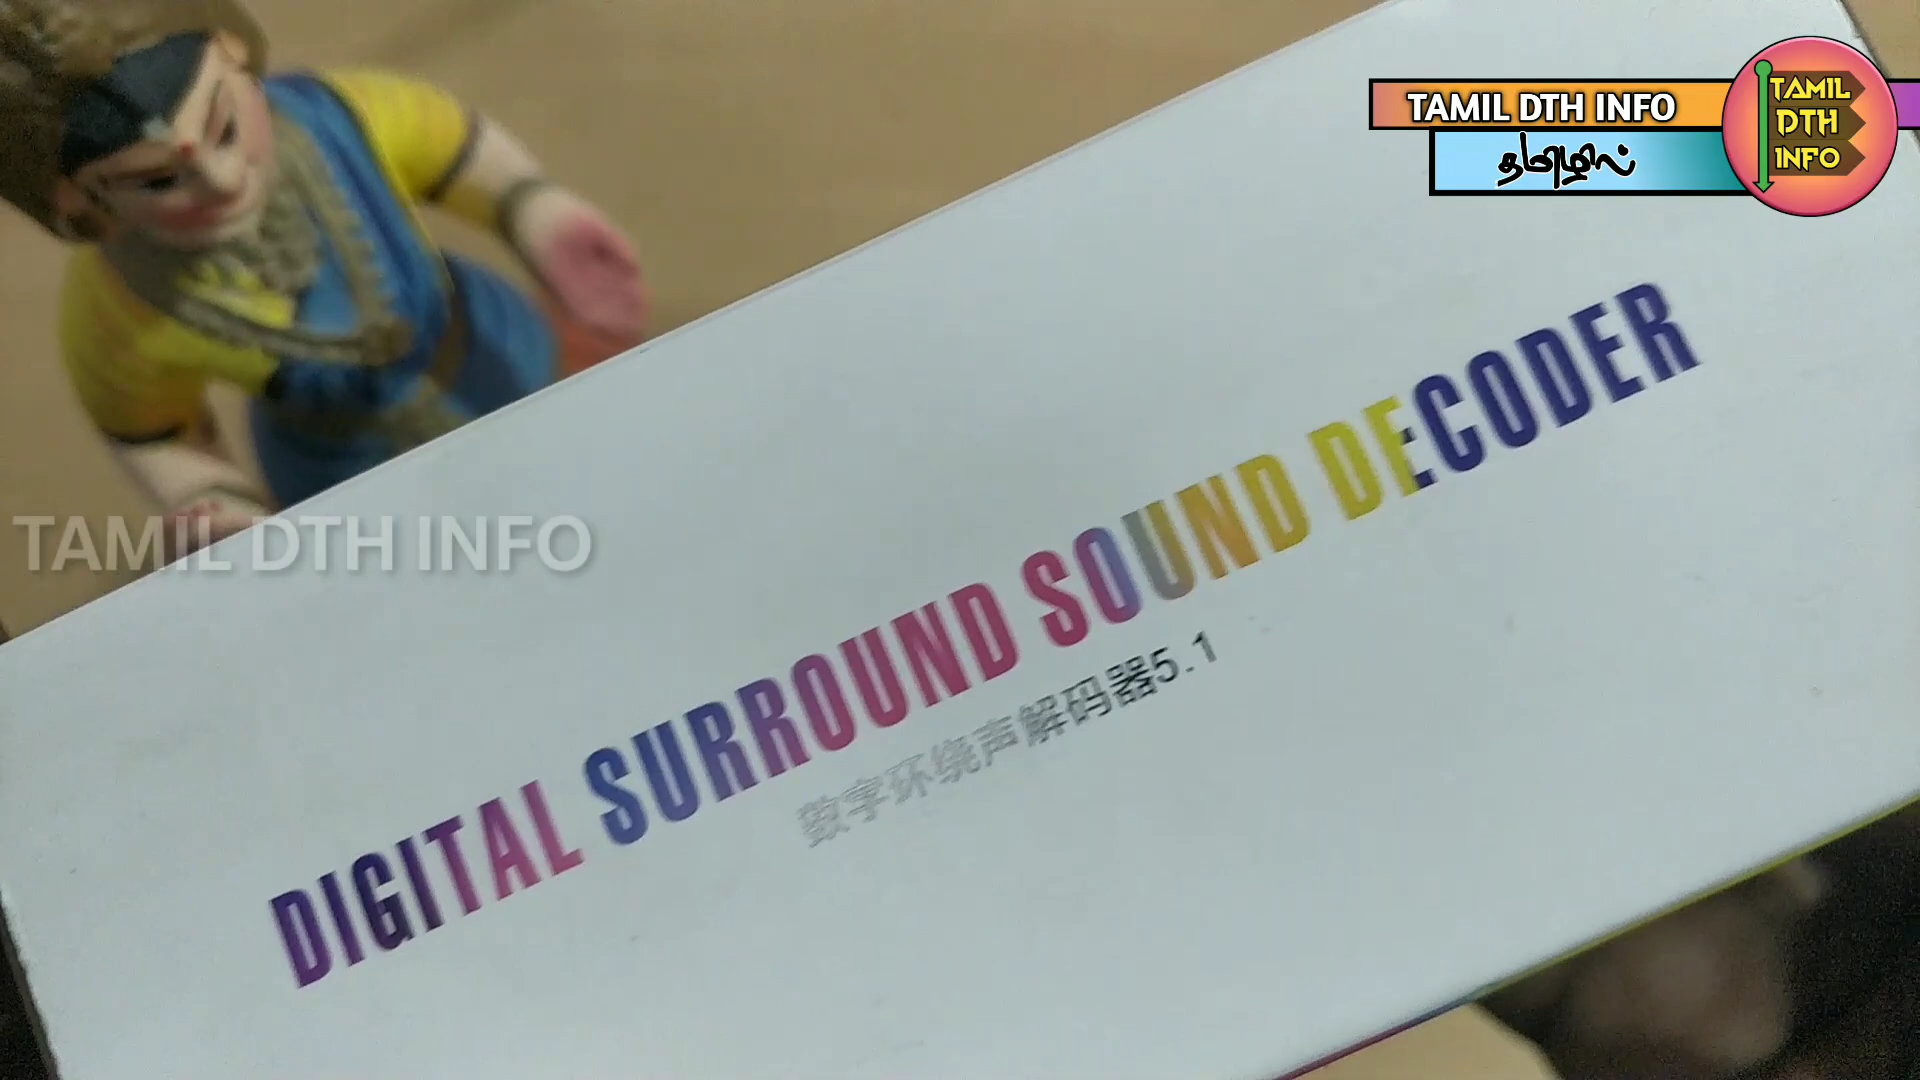 TAMIL DTH INFO
தமிழில்
TAMIL
DTH
INFO
TAMIL DTH INFO
DIGITAL SURROUND SOUND DECODER
数字环绕声解码器5.1